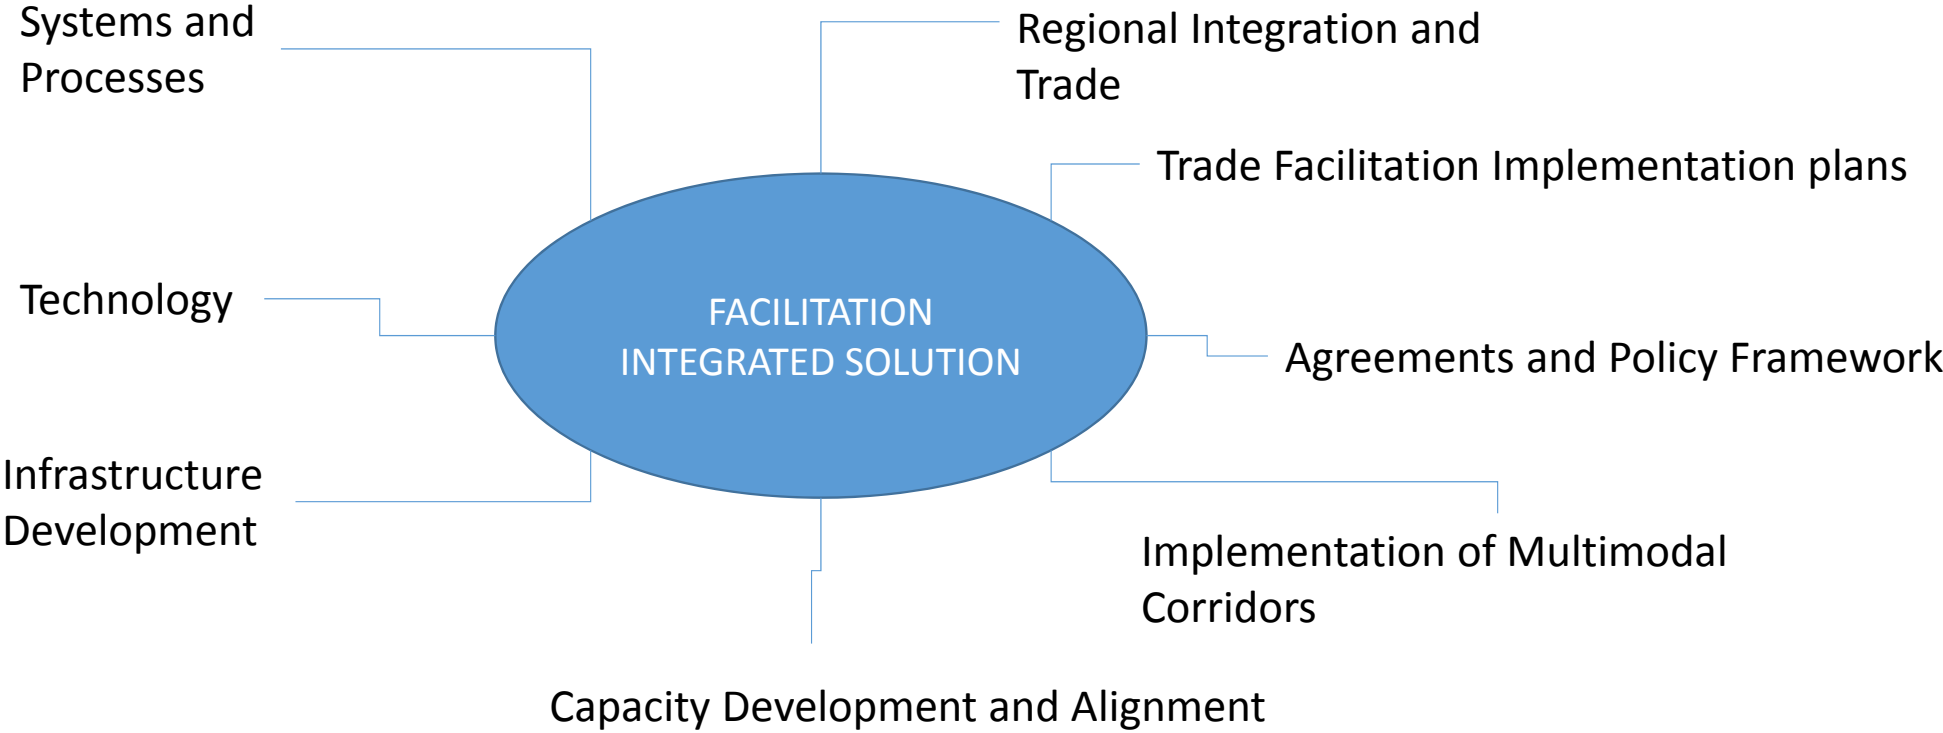 Systems and
Processes
Regional Integration and
Trade
Trade Facilitation Implementation plans
Technology
FACILITATION
INTEGRATED SOLUTION
Agreements and Policy Framework
Infrastructure
Development
Implementation of Multimodal
Corridors
Capacity Development and Alignment